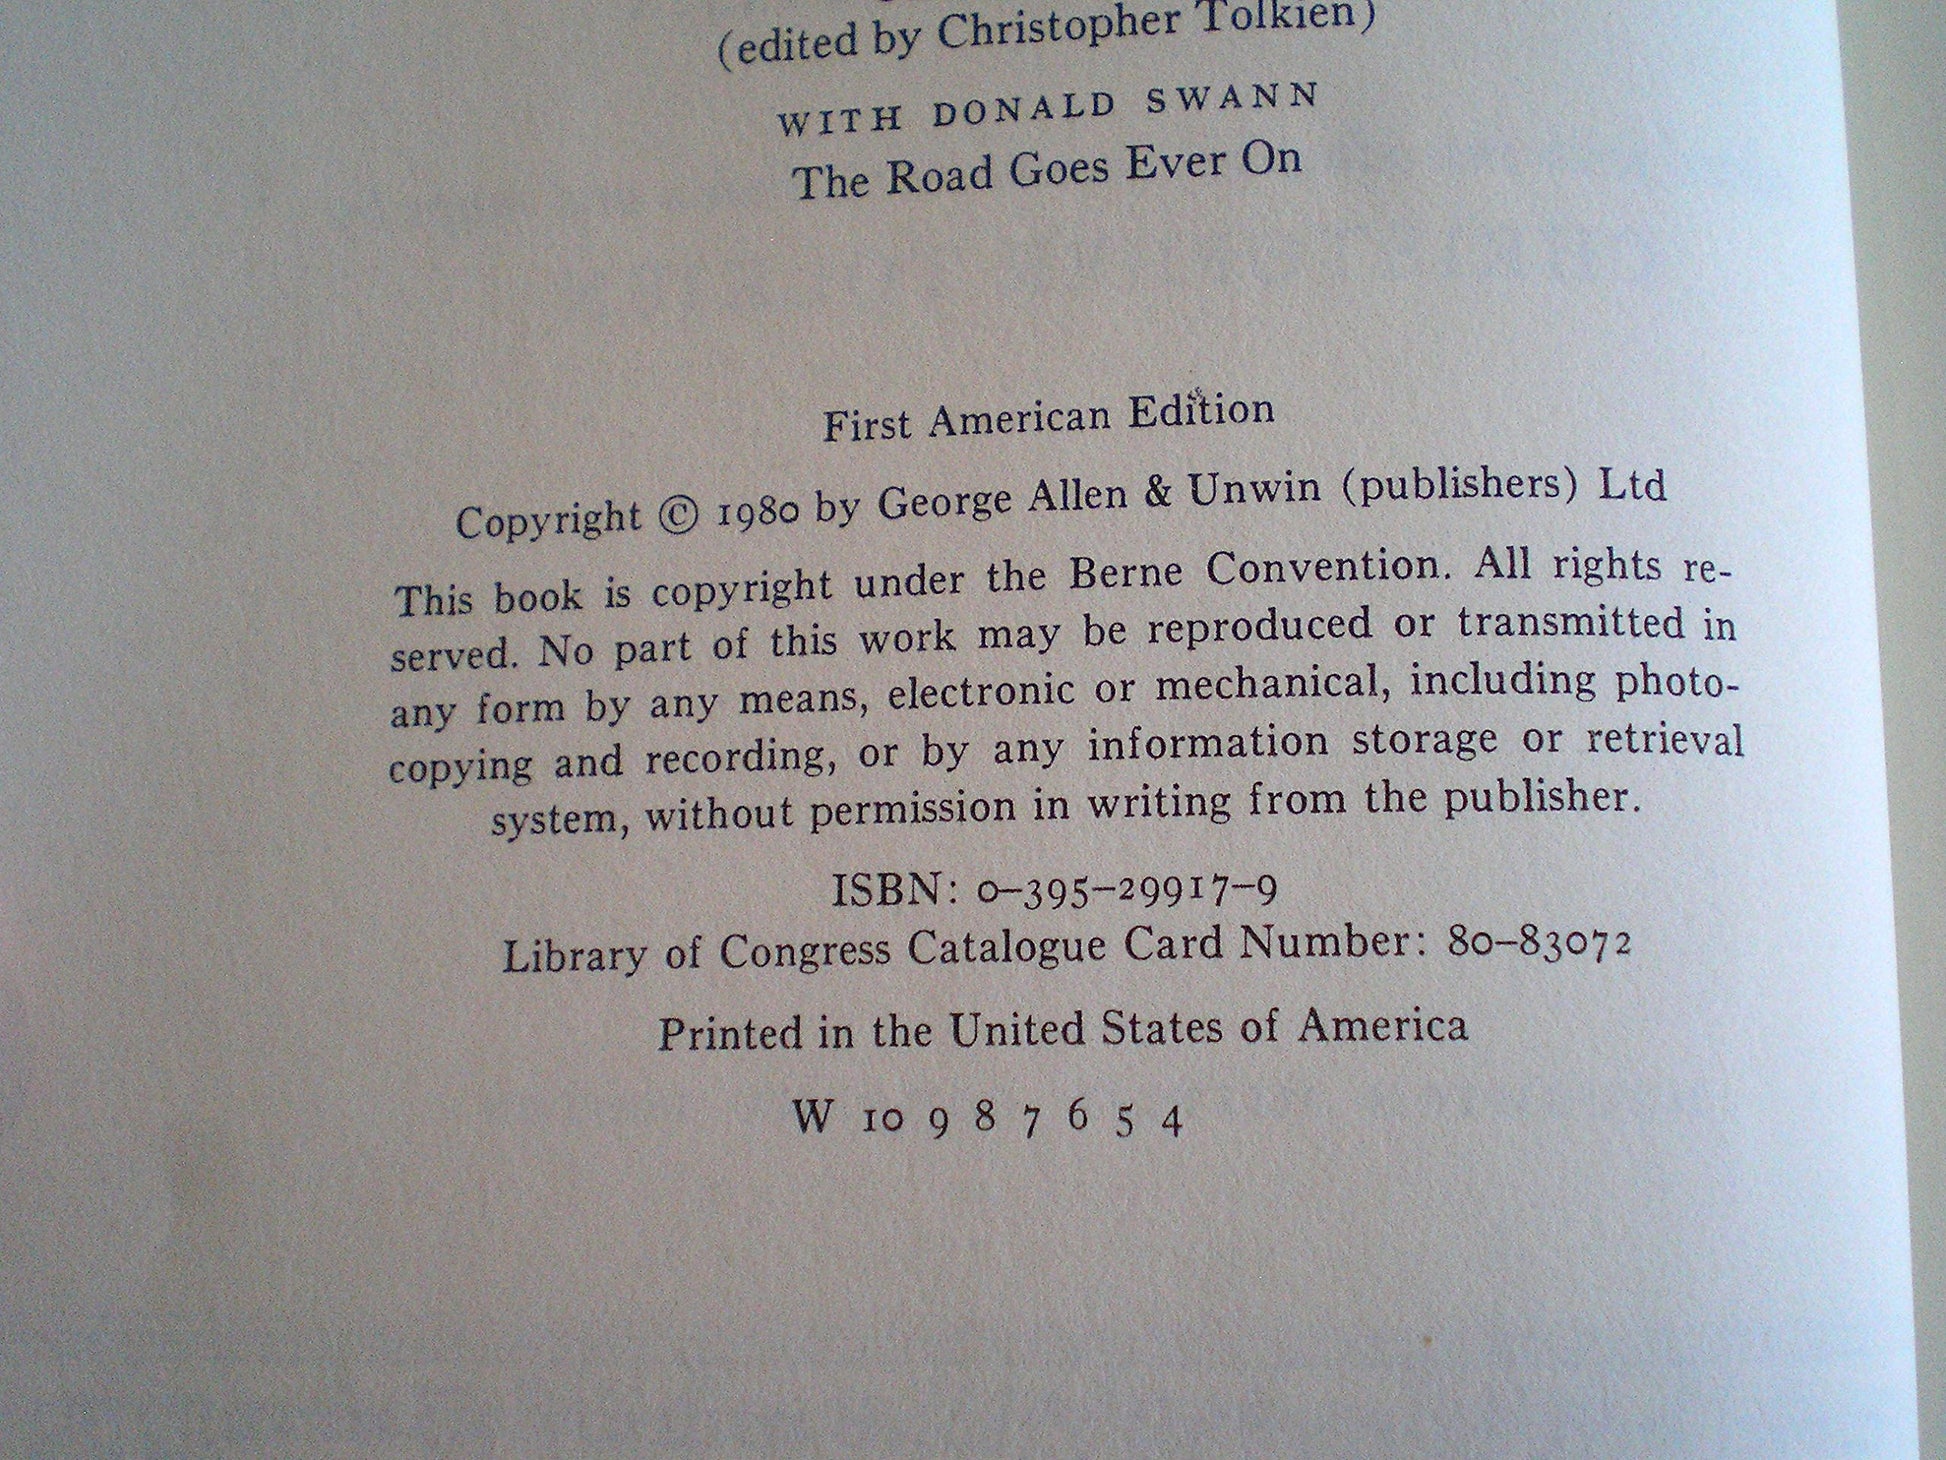 (edited by Christopher Tolkien)
WITH DONALD SWANN
The Road Goes Ever On
First American Edition
Copyright © 1980 by George Allen & Unwin (publishers) Ltd
This book is copyright under the Berne Convention. All rights re-
served. No part of this work may be reproduced or transmitted in
any form by any means, electronic or mechanical, including photo-
copying and recording, or by any information storage or retrieval
system, without permission in writing from the publisher.
ISBN: 0–395–29917–9
Library of Congress Catalogue Card Number: 80–83072
Printed in the United States of America
W 10 9 8 7 6 5 4